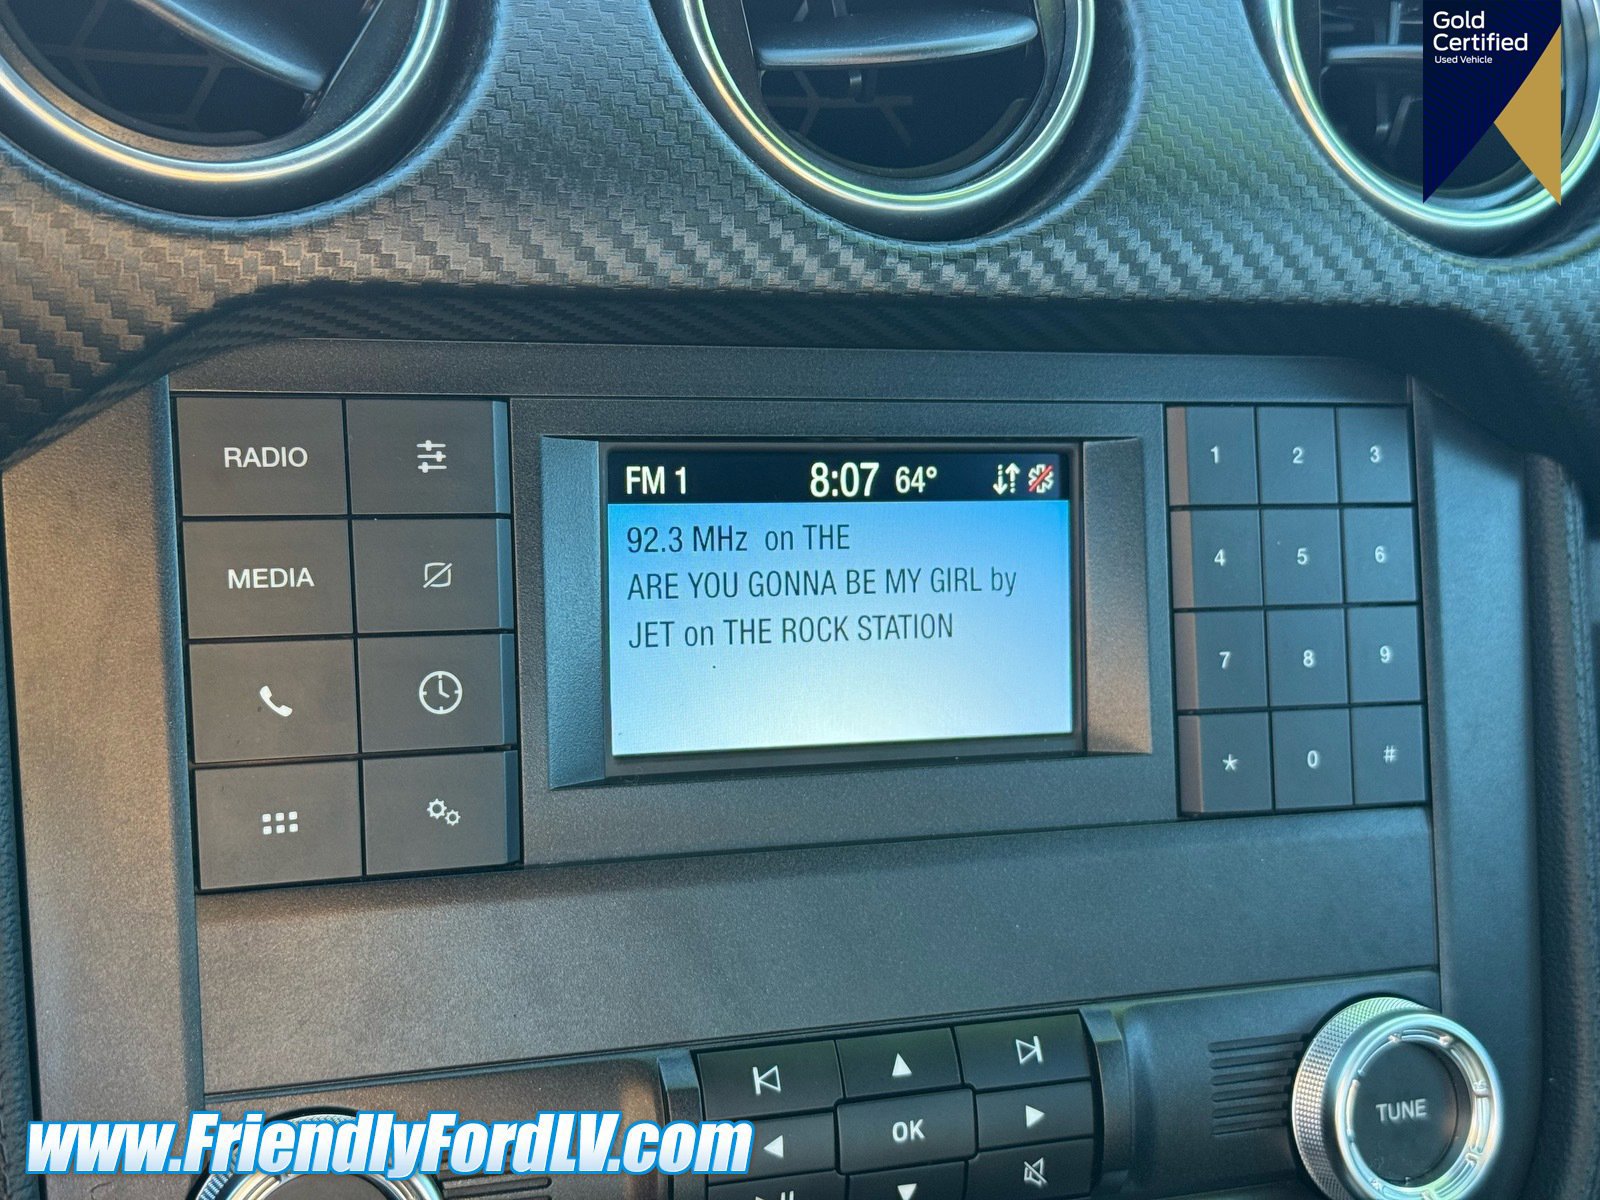 Gold
Certified
Used Vehicle
RADIO
MEDIA
FM 1 8:07 64°
92.3 MHz on THE
ARE YOU GONNA BE MY GIRL by
JET on THE ROCK STATION
1 2 3
4 5 6
7 8 9
* 0 #
OK
TUNE
www.FriendlyFordLV.com